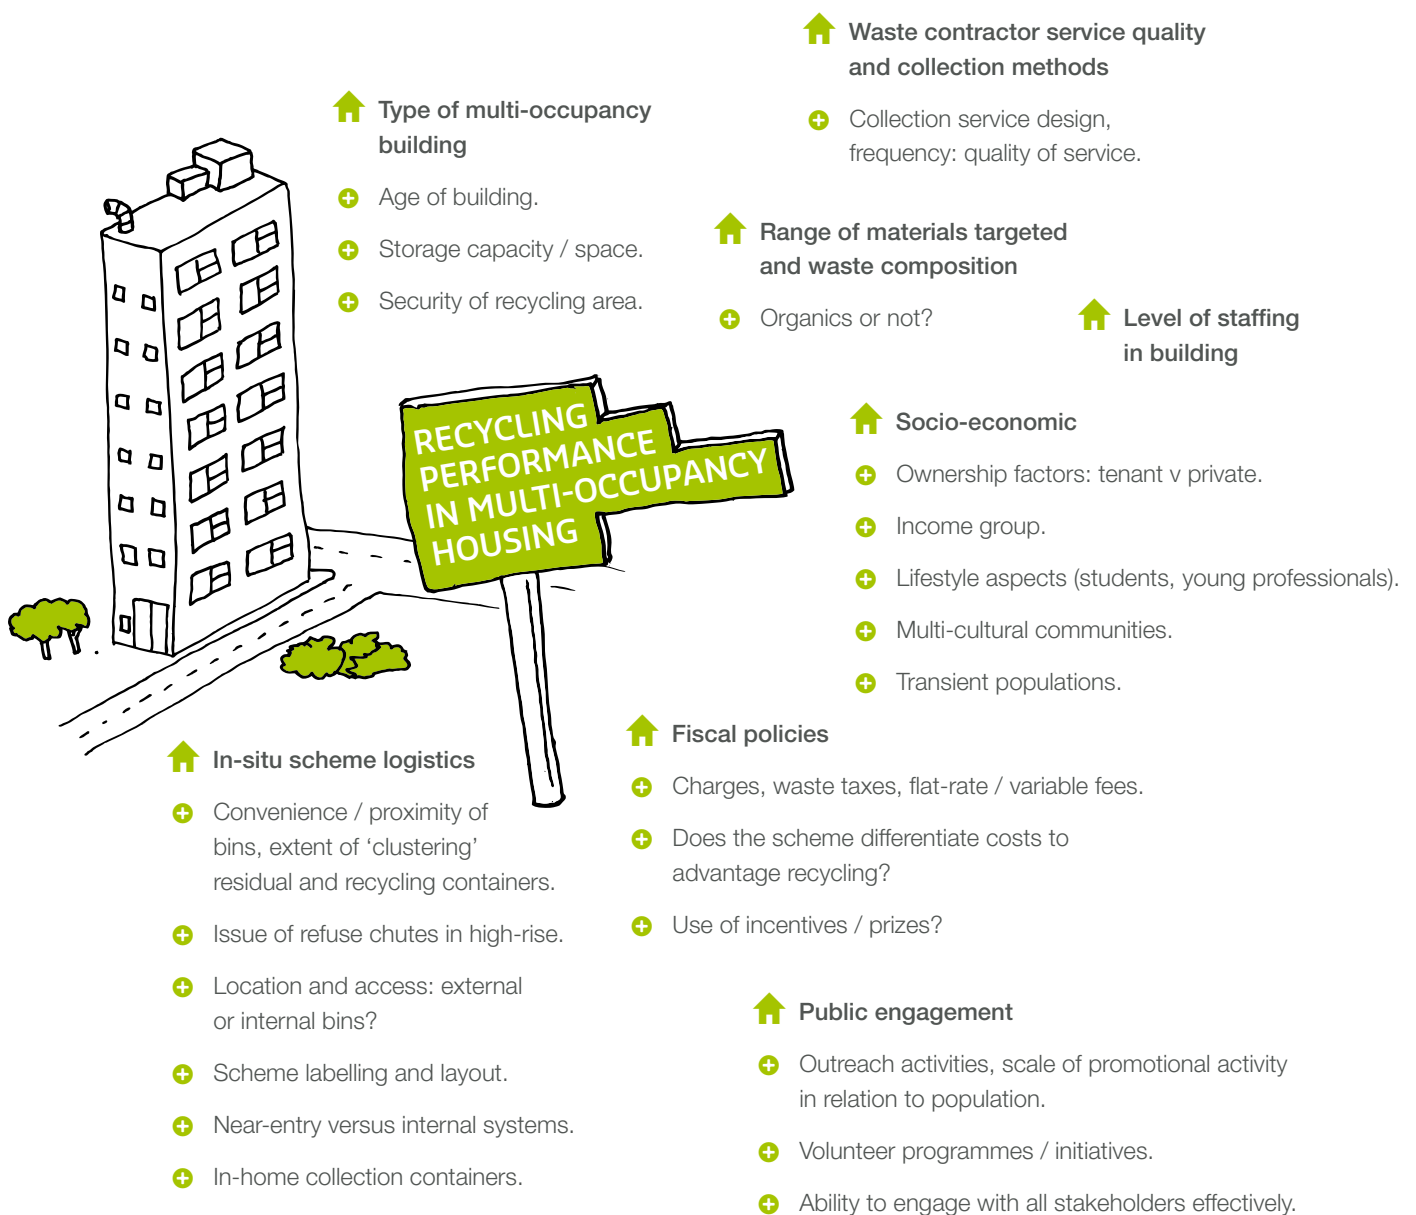 Waste contractor service quality
and collection methods
Collection service design,
frequency: quality of service.
Type of multi-occupancy
building
Age of building.
Storage capacity / space.
Security of recycling area.
Range of materials targeted
and waste composition
Organics or not?
Level of staffing
in building
RECYCLING
PERFORMANCE
IN MULTI-OCCUPANCY
HOUSING
Socio-economic
Ownership factors: tenant v private.
Income group.
Lifestyle aspects (students, young professionals).
Multi-cultural communities.
Transient populations.
In-situ scheme logistics
Convenience / proximity of
bins, extent of ‘clustering’
residual and recycling containers.
Issue of refuse chutes in high-rise.
Location and access: external
or internal bins?
Scheme labelling and layout.
Near-entry versus internal systems.
In-home collection containers.
Fiscal policies
Charges, waste taxes, flat-rate / variable fees.
Does the scheme differentiate costs to
advantage recycling?
Use of incentives / prizes?
Public engagement
Outreach activities, scale of promotional activity
in relation to population.
Volunteer programmes / initiatives.
Ability to engage with all stakeholders effectively.